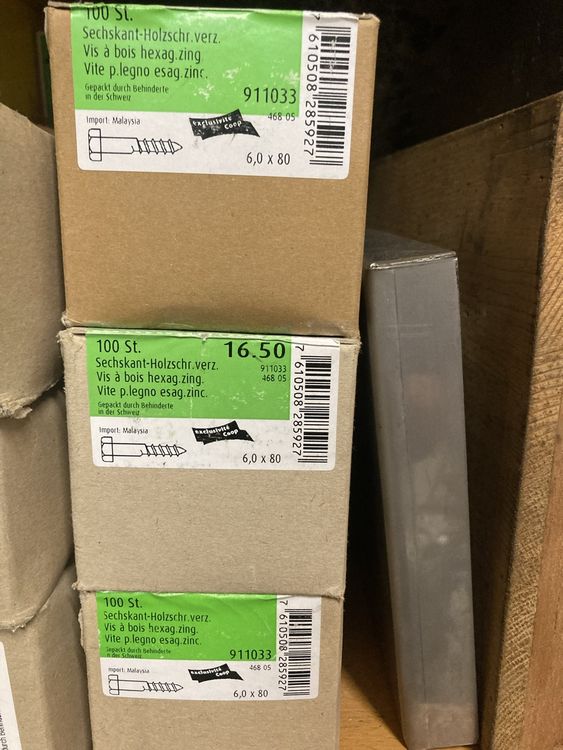 100 St.
Sechskant-Holzschr.verz.
Vis à bois hexag.zing
Vite p.legno esag.zinc.
Gepackt durch Behinderte
in der Schweiz
911033
468 05
Import: Malaysia
exclusivité
Coop
6,0 x 80
7 610508 285927
100 St.
16.50
Sechskant-Holzschr.verz.
911033
Vis à bois hexag.zing.
468 05
Vite p.legno esag.zinc.
Gepackt durch Behinderte
in der Schweiz
Import: Malaysia
exclusivité
Coop
6,0 x 80
7 610508 285927
100 St.
Sechskant-Holzschr.verz.
Vis à bois hexag.zing.
Vite p.legno esag.zinc.
Gepackt durch Behinderte
in der Schweiz
911033
468 05
Import: Malaysia
exclusivité
Coop
6,0 x 80
7 610508 285927